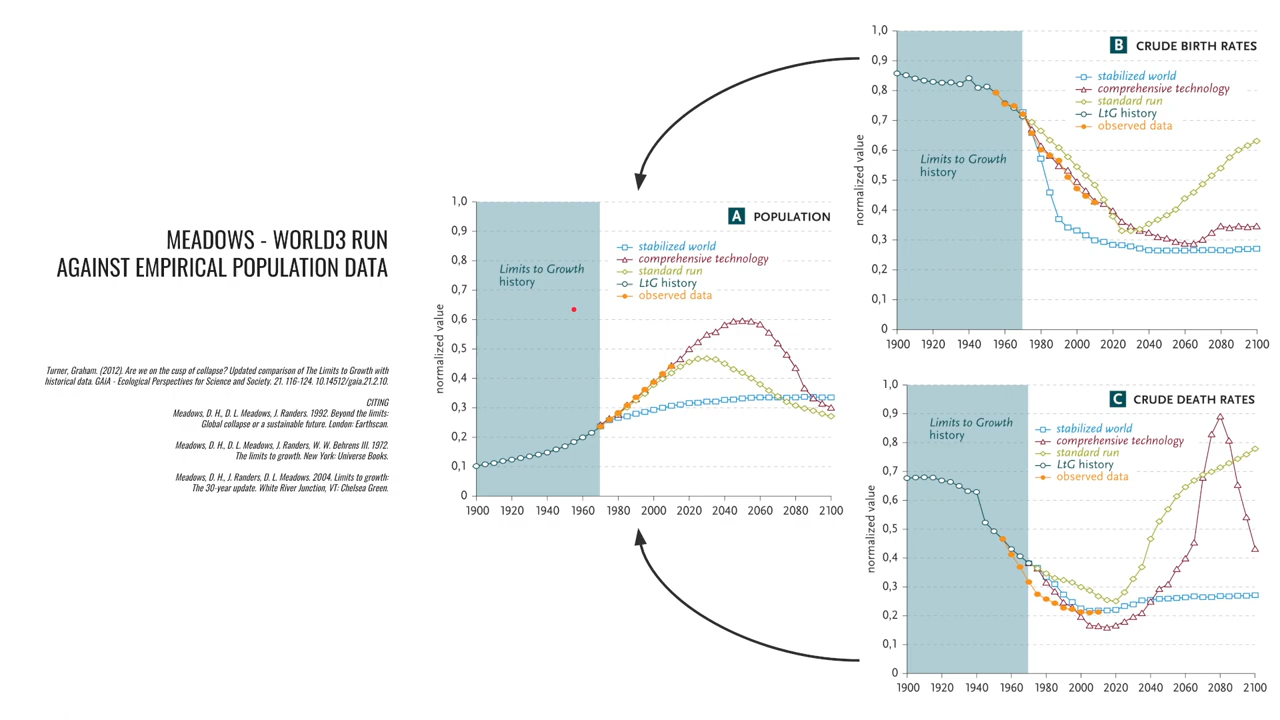 MEADOWS - WORLD3 RUN
AGAINST EMPIRICAL POPULATION DATA
Turner, Graham. (2012). Are we on the cusp of collapse? Updated comparison of The Limits to Growth with
historical data. GAIA - Ecological Perspectives for Science and Society. 21. 116-124. 10.14512/gaia.21.2.10.
CITING
Meadows, D. H., D. L. Meadows, J. Randers. 1992. Beyond the limits:
Global collapse or a sustainable future. London: Earthscan.
Meadows, D. H., D. L. Meadows, J. Randers, W. W. Behrens III. 1972.
The limits to growth. New York: Universe Books.
Meadows, D. H., J. Randers, D. L. Meadows. 2004. Limits to growth:
The 30-year update. White River Junction, VT: Chelsea Green.
A POPULATION
normalized value
1,0
0,9
0,8
0,7
0,6
0,5
0,4
0,3
0,2
0,1
0
Limits to Growth
history
stabilized world
comprehensive technology
standard run
LtG history
observed data
1900 1920 1940 1960 1980 2000 2020 2040 2060 2080 2100
B CRUDE BIRTH RATES
normalized value
1,0
0,9
0,8
0,7
0,6
0,5
0,4
0,3
0,2
0,1
0
Limits to Growth
history
stabilized world
comprehensive technology
standard run
LtG history
observed data
1900 1920 1940 1960 1980 2000 2020 2040 2060 2080 2100
C CRUDE DEATH RATES
normalized value
1,0
0,9
0,8
0,7
0,6
0,5
0,4
0,3
0,2
0,1
0
Limits to Growth
history
stabilized world
comprehensive technology
standard run
LtG history
observed data
1900 1920 1940 1960 1980 2000 2020 2040 2060 2080 2100